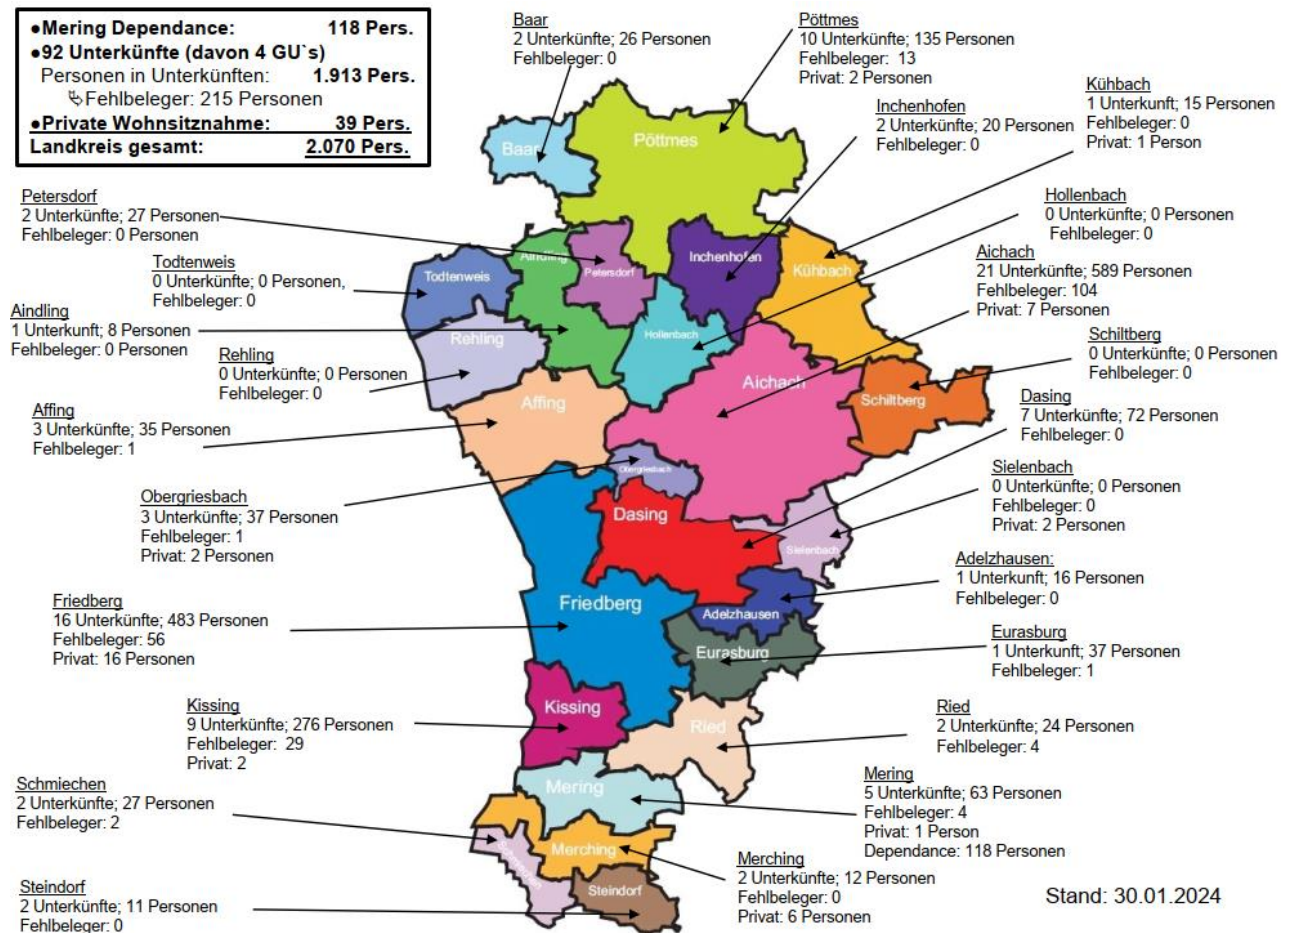 ●Mering Dependance: 118 Pers.
●92 Unterkünfte (davon 4 GU`s)
Personen in Unterkünften: 1.913 Pers.
↳Fehlbeleger: 215 Personen
●Private Wohnsitznahme: 39 Pers.
Landkreis gesamt: 2.070 Pers.
Baar
2 Unterkünfte; 26 Personen
Fehlbeleger: 0
Pöttmes
10 Unterkünfte; 135 Personen
Fehlbeleger: 13
Privat: 2 Personen
Kühbach
1 Unterkunft; 15 Personen
Fehlbeleger: 0
Privat: 1 Person
Inchenhofen
2 Unterkünfte; 20 Personen
Fehlbeleger: 0
Petersdorf
2 Unterkünfte; 27 Personen
Fehlbeleger: 0 Personen
Hollenbach
0 Unterkünfte; 0 Personen
Fehlbeleger: 0
Todtenweis
0 Unterkünfte; 0 Personen,
Fehlbeleger: 0
Aichach
21 Unterkünfte; 589 Personen
Fehlbeleger: 104
Privat: 7 Personen
Aindling
1 Unterkunft; 8 Personen
Fehlbeleger: 0 Personen
Schiltberg
0 Unterkünfte; 0 Personen
Fehlbeleger: 0
Rehling
0 Unterkünfte; 0 Personen
Fehlbeleger: 0
Dasing
7 Unterkünfte; 72 Personen
Fehlbeleger: 0
Affing
3 Unterkünfte; 35 Personen
Fehlbeleger: 1
Sielenbach
0 Unterkünfte; 0 Personen
Fehlbeleger: 0
Privat: 2 Personen
Obergriesbach
3 Unterkünfte; 37 Personen
Fehlbeleger: 1
Privat: 2 Personen
Adelzhausen:
1 Unterkunft; 16 Personen
Fehlbeleger: 0
Friedberg
16 Unterkünfte; 483 Personen
Fehlbeleger: 56
Privat: 16 Personen
Eurasburg
1 Unterkunft; 37 Personen
Fehlbeleger: 1
Kissing
9 Unterkünfte; 276 Personen
Fehlbeleger: 29
Privat: 2
Ried
2 Unterkünfte; 24 Personen
Fehlbeleger: 4
Schmiechen
2 Unterkünfte; 27 Personen
Fehlbeleger: 2
Mering
5 Unterkünfte; 63 Personen
Fehlbeleger: 4
Privat: 1 Person
Dependance: 118 Personen
Merching
2 Unterkünfte; 12 Personen
Fehlbeleger: 0
Privat: 6 Personen
Steindorf
2 Unterkünfte; 11 Personen
Fehlbeleger: 0
Stand: 30.01.2024
Baar
Pöttmes
Aindling
Petersdorf
Inchenhofen
Kühbach
Todtenweis
Rehling
Hollenbach
Aichach
Schiltberg
Affing
Obergriesbach
Dasing
Sielenbach
Friedberg
Adelzhausen
Eurasburg
Kissing
Ried
Mering
Merching
Schmiechen
Steindorf